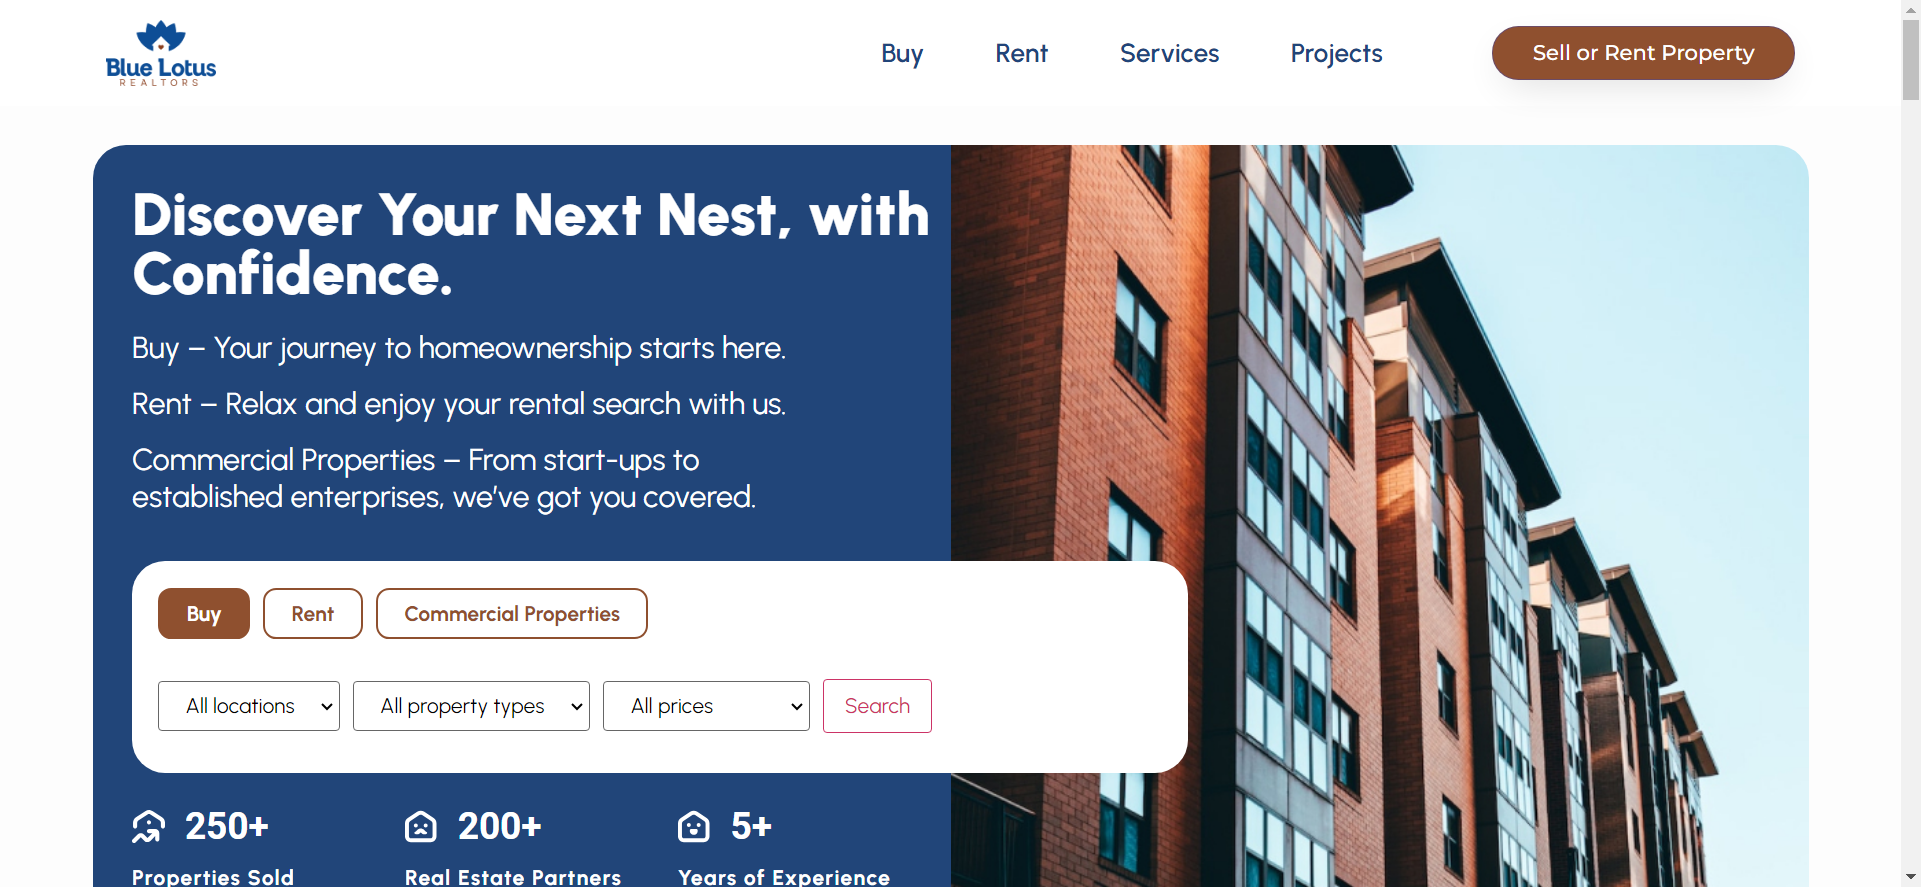 Blue Lotus
REALTORS
Buy
Rent
Services
Projects
Sell or Rent Property
Discover Your Next Nest, with
Confidence.
Buy – Your journey to homeownership starts here.
Rent – Relax and enjoy your rental search with us.
Commercial Properties – From start-ups to
established enterprises, we’ve got you covered.
Buy
Rent
Commercial Properties
All locations
All property types
All prices
Search
250+
200+
5+
Properties Sold
Real Estate Partners
Years of Experience